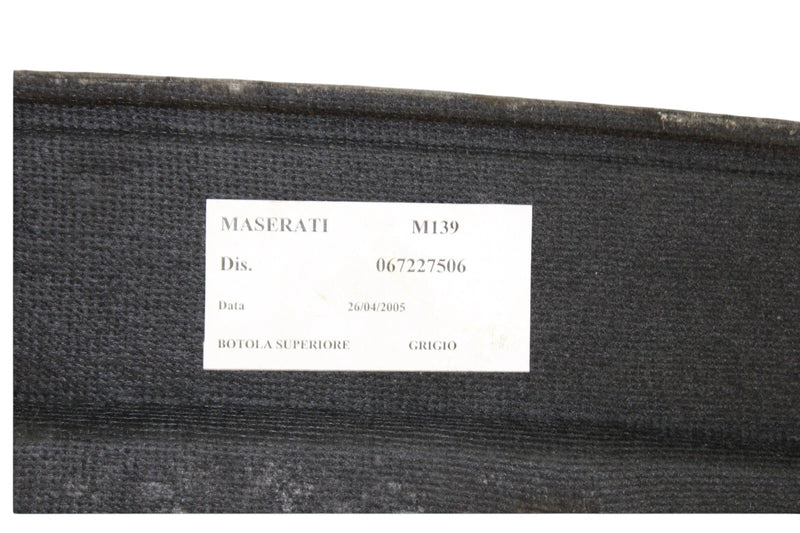 MASERATI M139
Dis. 067227506
Data 26/04/2005
BOTOLA SUPERIORE GRIGIO